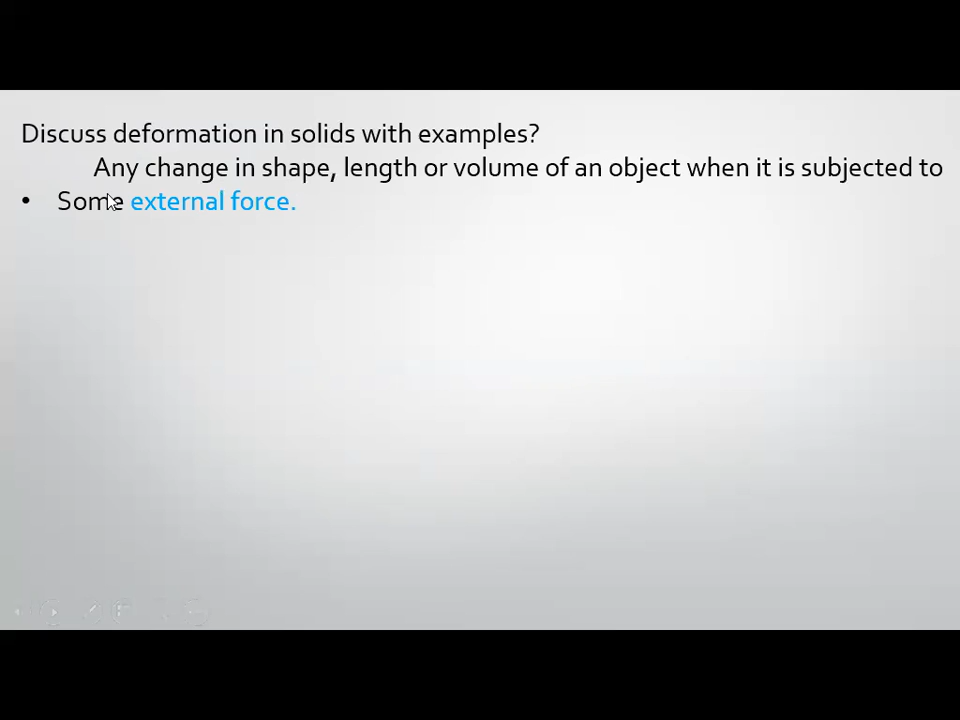 Discuss deformation in solids with examples?
Any change in shape, length or volume of an object when it is subjected to
• Some external force.